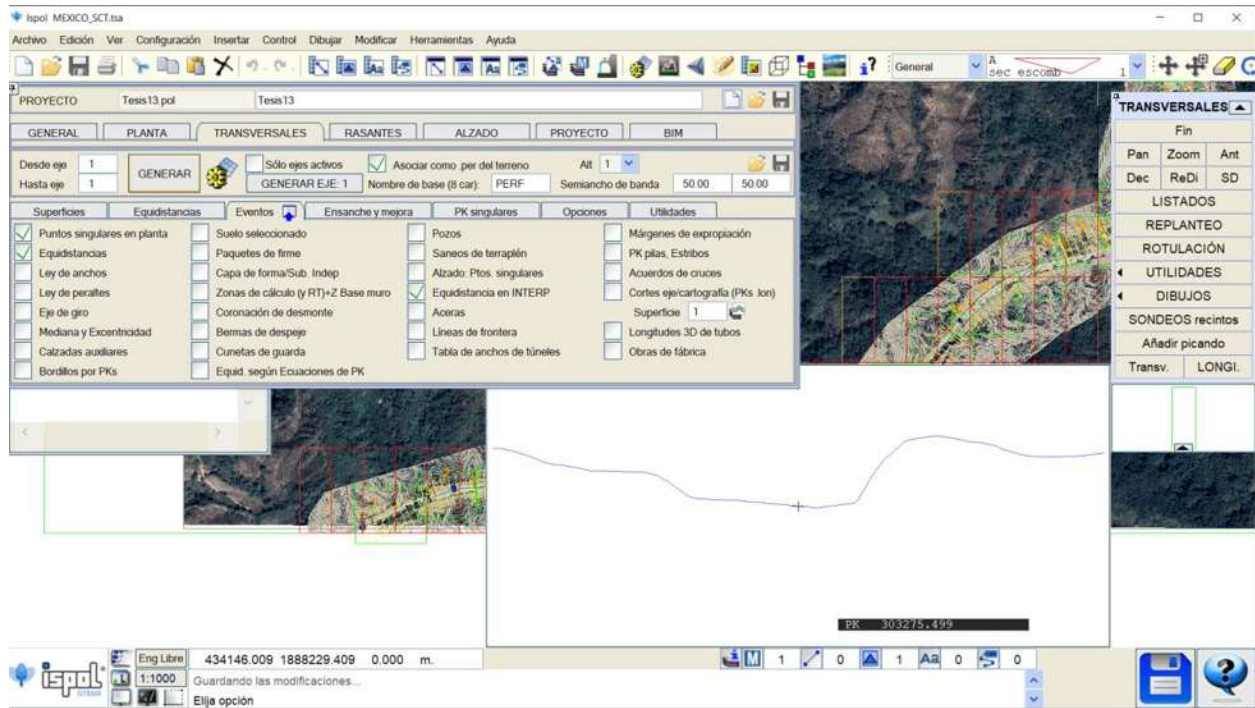 Ispol MEXICO_SCT.tsa
Archivo Edición Ver Configuración Insertar Control Dibujar Modificar Herramientas Ayuda
General
A
sec escomb 1
PROYECTO Tesis13.pol Tesis13
GENERAL PLANTA TRANSVERSALES RASANTES ALZADO PROYECTO BIM
Desde eje 1
Hasta eje 1
GENERAR
Sólo ejes activos
GENERAR EJE: 1
Asociar como .per del terreno
Alt 1
Nombre de base (8 car): PERF
Semiancho de banda 50.00 50.00
Superficies Equidistancias Eventos Ensanche y mejora PK singulares Opciones Utilidades
Puntos singulares en planta
Equidistancias
Ley de anchos
Ley de peraltes
Eje de giro
Mediana y Excentricidad
Calzadas auxiliares
Bordillos por PKs
Suelo seleccionado
Paquetes de firme
Capa de forma/Sub. Indep
Zonas de cálculo (y RT)+Z Base muro
Coronación de desmonte
Bermas de despeje
Cunetas de guarda
Equid. según Ecuaciones de PK
Pozos
Saneos de terraplén
Alzado: Ptos. singulares
Equidistancia en INTERP
Aceras
Líneas de frontera
Tabla de anchos de túneles
Márgenes de expropiación
PK pilas, Estribos
Acuerdos de cruces
Cortes eje/cartografía (PKs .lon)
Superficie 1
Longitudes 3D de tubos
Obras de fábrica
TRANSVERSALES
Fin
Pan Zoom Ant
Dec ReDi SD
LISTADOS
REPLANTEO
ROTULACIÓN
UTILIDADES
DIBUJOS
SONDEOS recintos
Añadir picando
Transv. LONGI.
PK 303275.499
ispol
ISTRAM
Eng Libre
1:1000
434146.009 1888229.409 0.000 m.
M 1 0 1 Aa 0 0
Guardando las modificaciones...
Elija opción